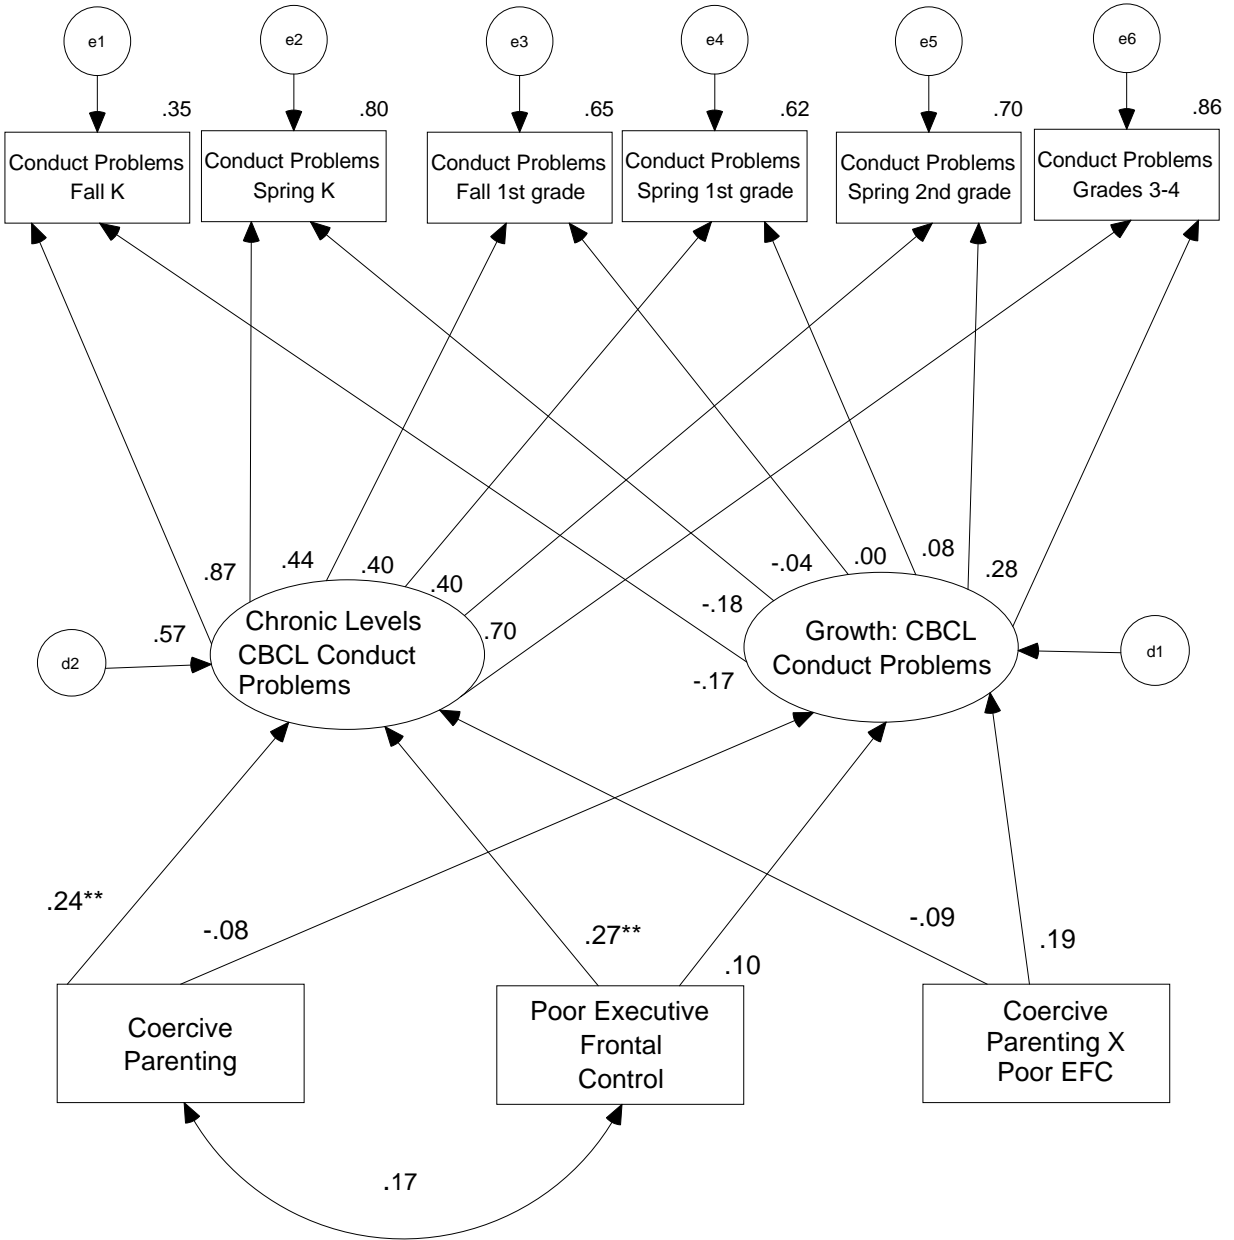 e1
e2
e3
e4
e5
e6
.35
.80
.65
.62
.70
.86
Conduct Problems
Fall K
Conduct Problems
Spring K
Conduct Problems
Fall 1st grade
Conduct Problems
Spring 1st grade
Conduct Problems
Spring 2nd grade
Conduct Problems
Grades 3-4
.57
.87
.44
.40
.40
.70
-.17
-.18
-.04
.00
.08
.28
d2
Chronic Levels
CBCL Conduct
Problems
Growth: CBCL
Conduct Problems
d1
.24**
-.08
.27**
.10
-.09
.19
Coercive
Parenting
Poor Executive
Frontal
Control
Coercive
Parenting X
Poor EFC
.17